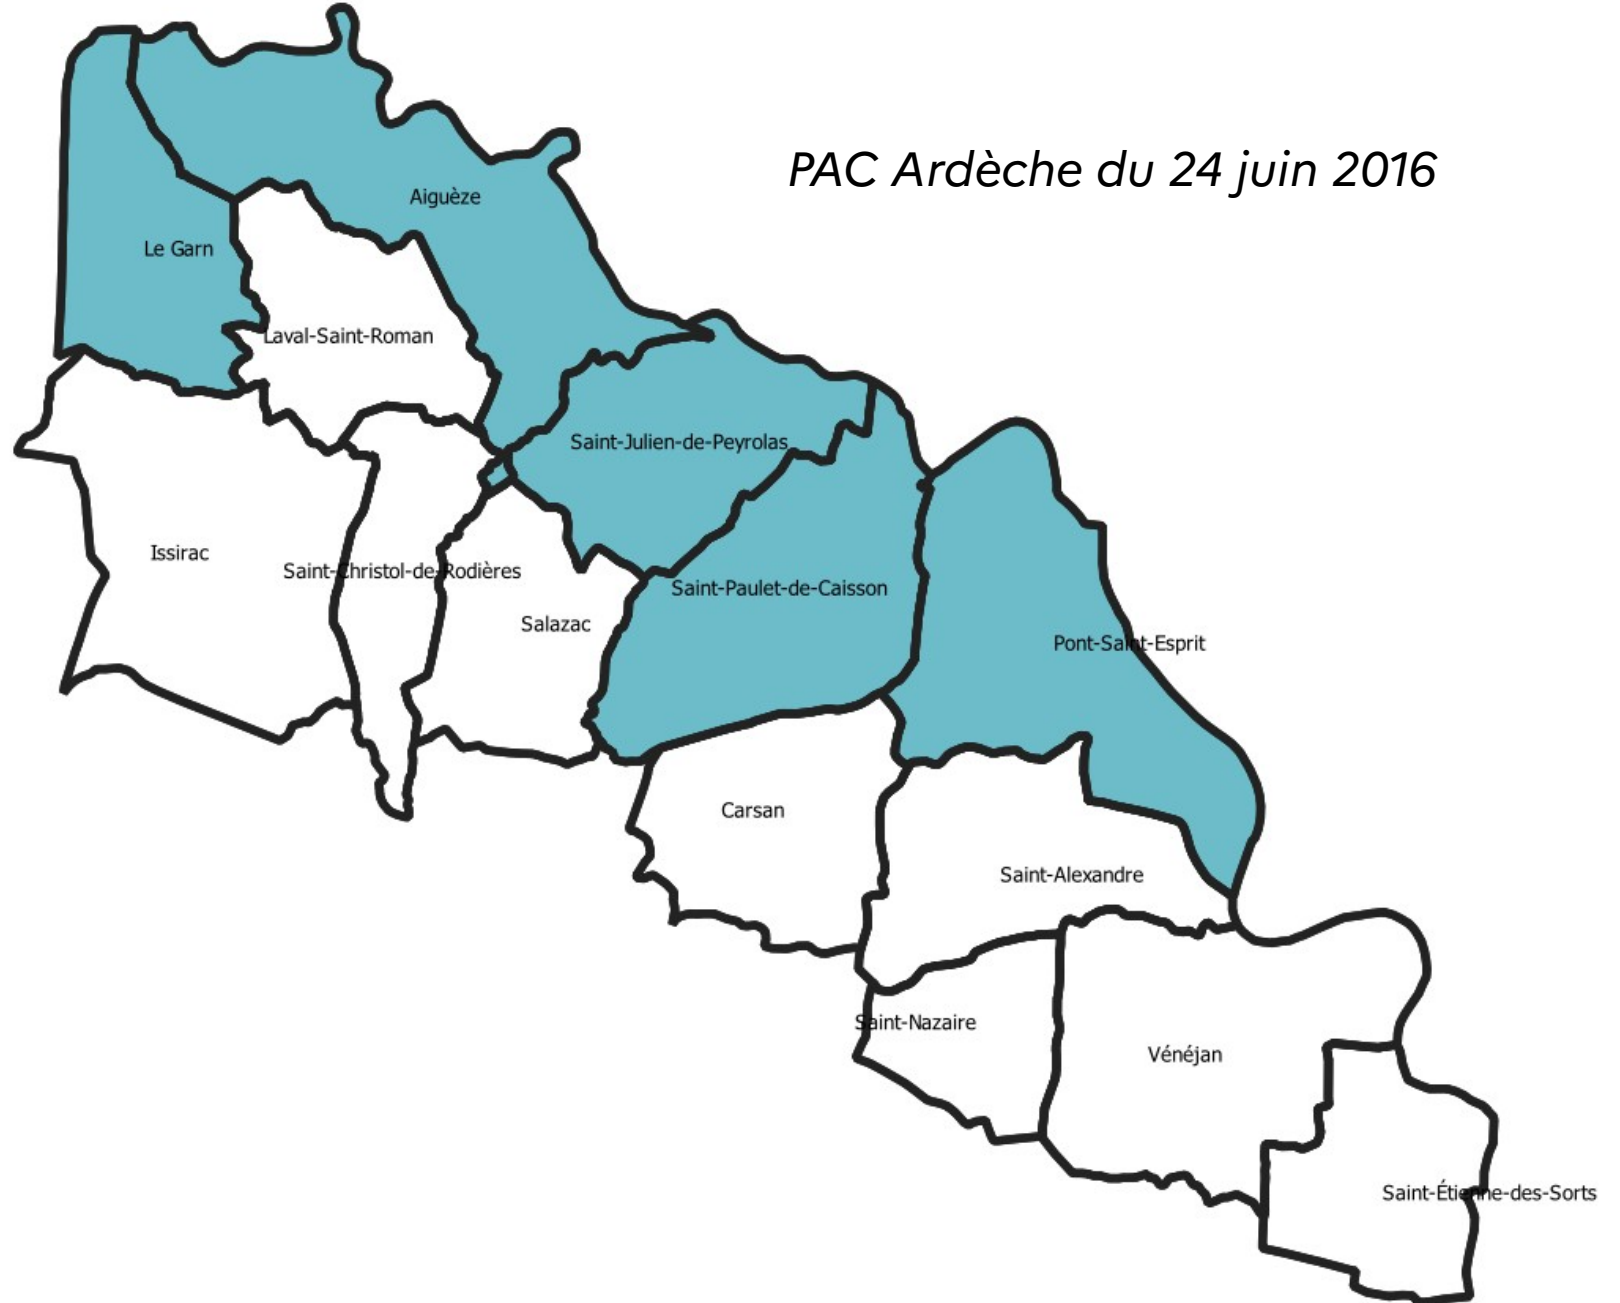 PAC Ardèche du 24 juin 2016
Aiguèze
Le Garn
Laval-Saint-Roman
Saint-Julien-de-Peyrolas
Issirac
Saint-Christol-de-Rodières
Saint-Paulet-de-Caisson
Salazac
Pont-Saint-Esprit
Carsan
Saint-Alexandre
Saint-Nazaire
Vénéjan
Saint-Étienne-des-Sorts